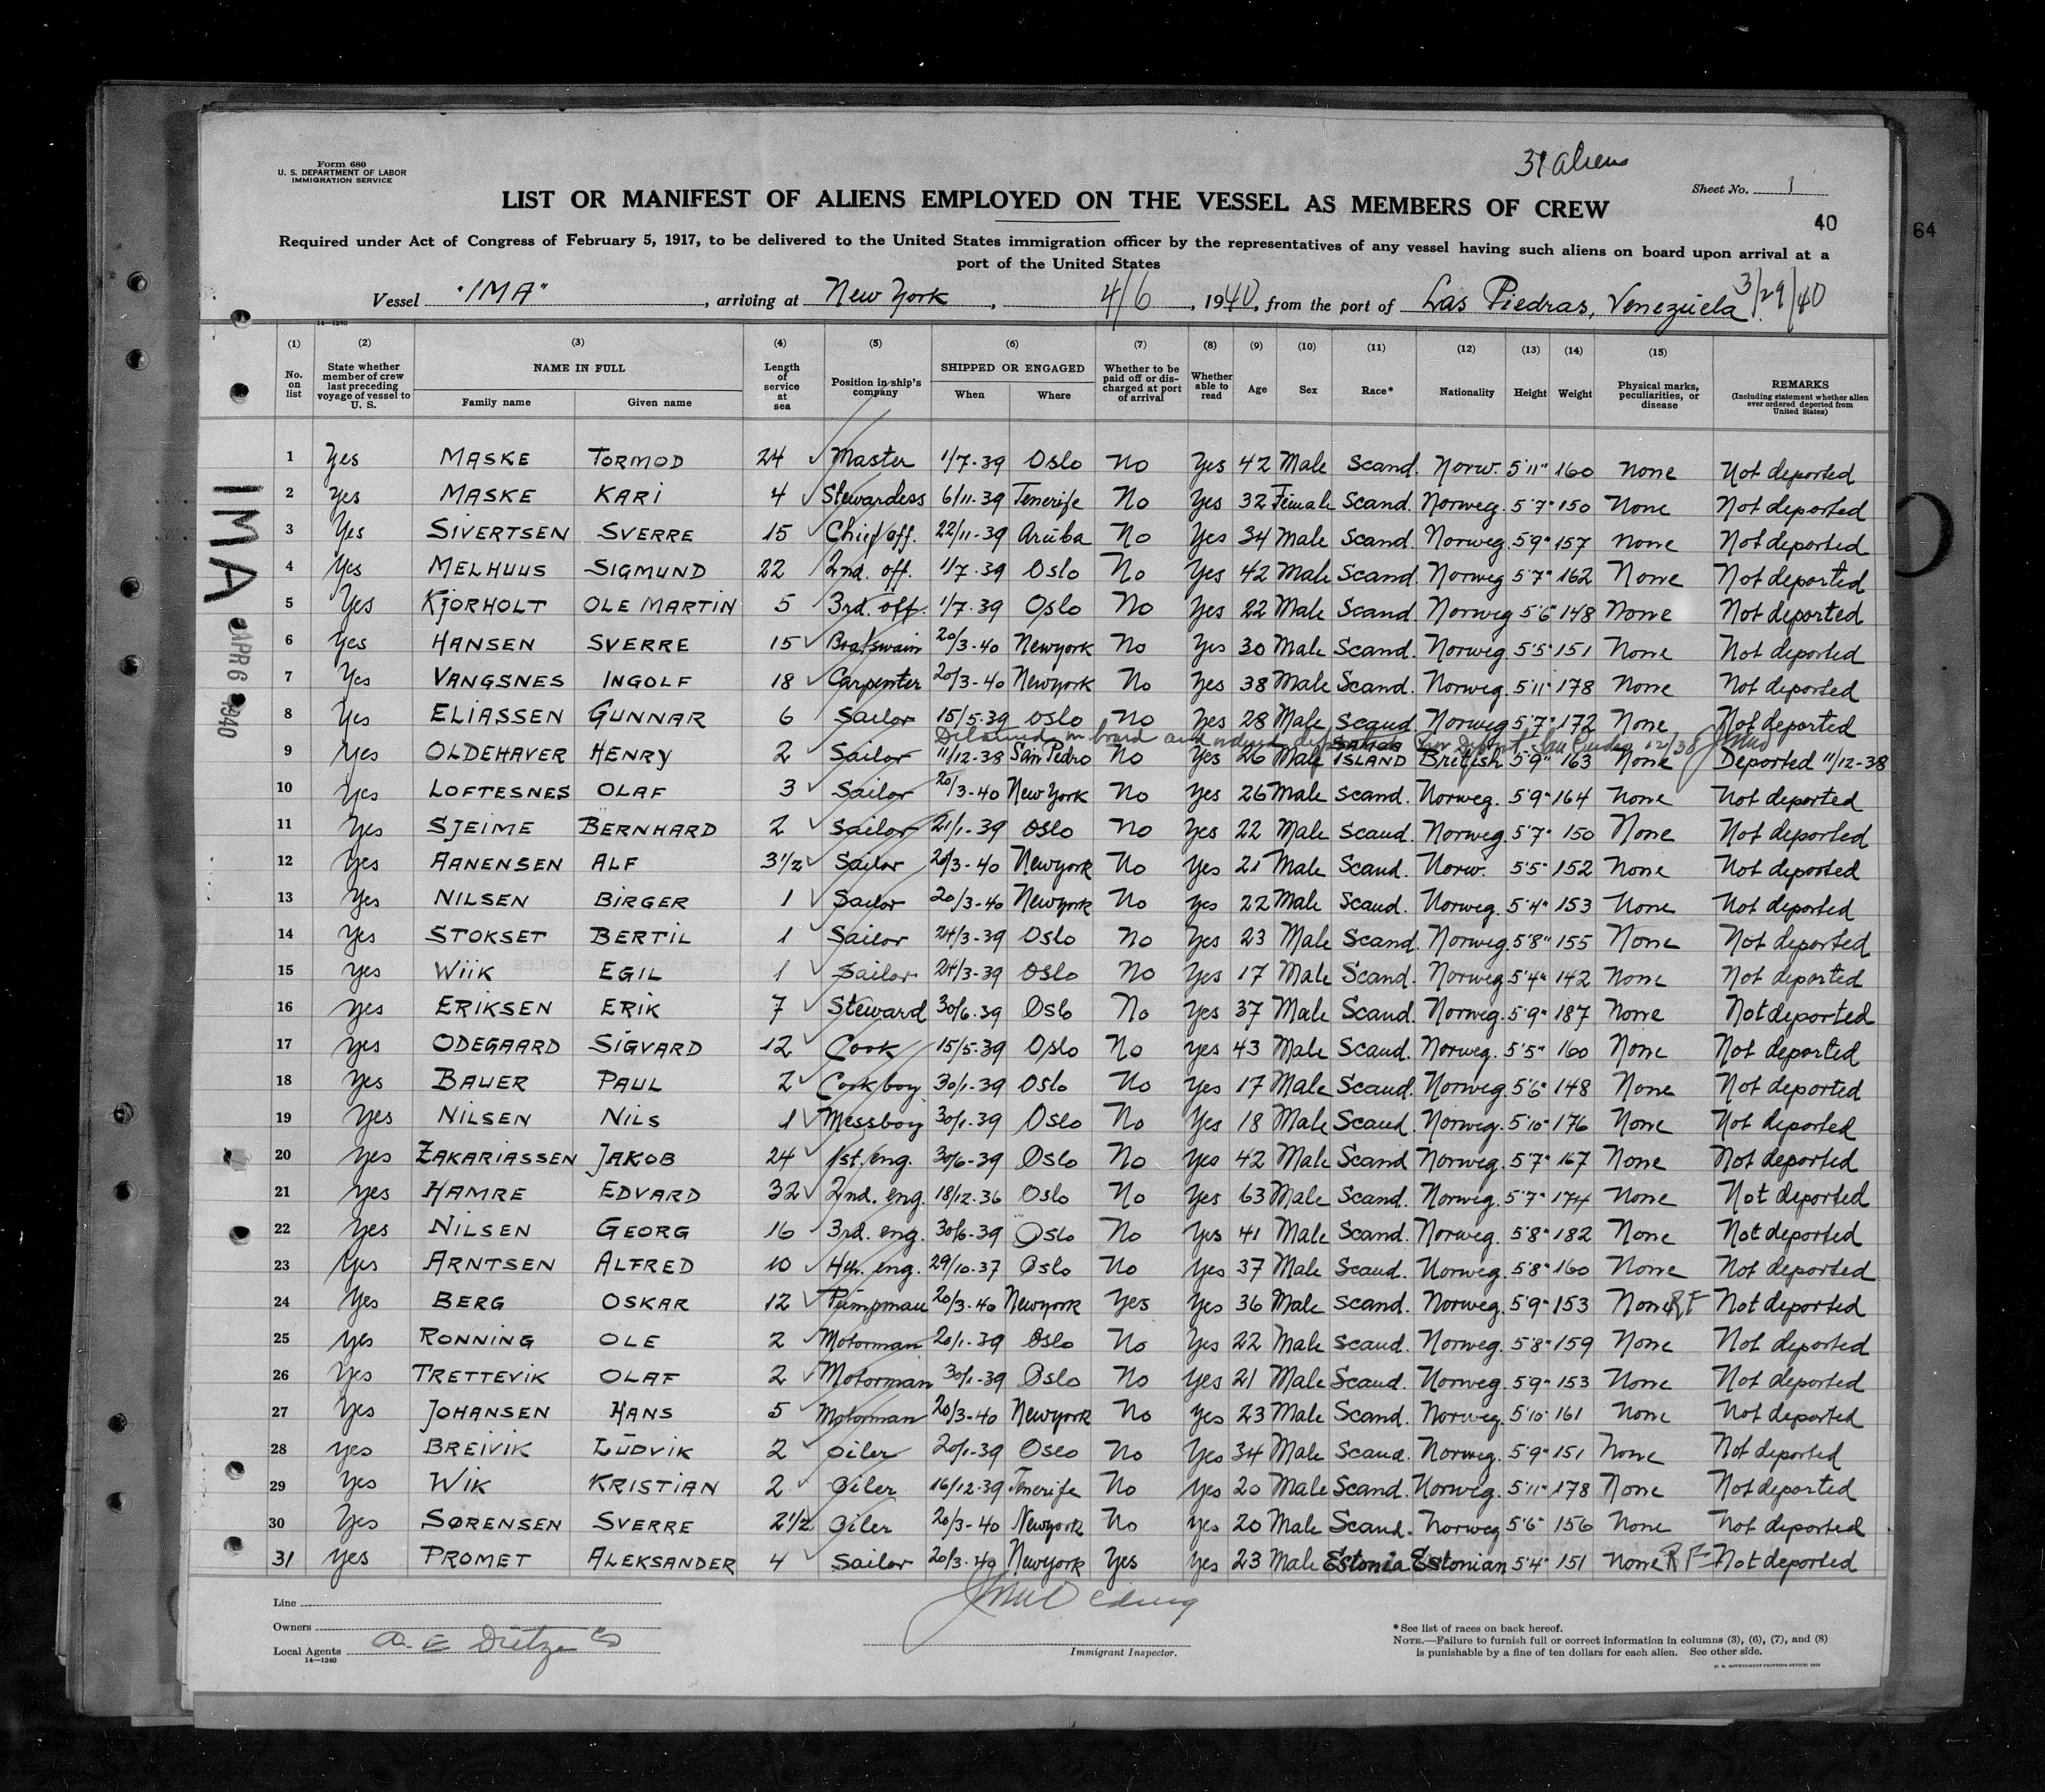 31 aliens
Form 680
U. S. DEPARTMENT OF LABOR
IMMIGRATION SERVICE
Sheet No. 1
LIST OR MANIFEST OF ALIENS EMPLOYED ON THE VESSEL AS MEMBERS OF CREW
40
64
Required under Act of Congress of February 5, 1917, to be delivered to the United States immigration officer by the representatives of any vessel having such aliens on board upon arrival at a
port of the United States
Vessel "IMA", arriving at New York, 4/6, 1940, from the port of Las Piedras, Venezuela 3/29/40
14—1240
(1) (2) (3) (4) (5) (6) (7) (8) (9) (10) (11) (12) (13) (14) (15)
No. on list State whether member of crew last preceding voyage of vessel to U. S. NAME IN FULL Family name Given name Length of service at sea Position in ship's company SHIPPED OR ENGAGED When Where Whether to be paid off or discharged at port of arrival Whether able to read Age Sex Race* Nationality Height Weight Physical marks, peculiarities, or disease REMARKS (Including statement whether alien ever ordered deported from United States)
1 Yes MASKE TORMOD 24 Master 1/7-39 Oslo No Yes 42 Male Scand. Norw. 5'11" 160 None Not deported
2 Yes MASKE KARI 4 Stewardess 6/11-39 Tenerife No Yes 32 Female Scand. Norweg. 5'7" 150 None Not deported
3 Yes SIVERTSEN SVERRE 15 Chief off. 22/11-39 Aruba No Yes 34 Male Scand. Norweg. 5'9" 157 None Not deported
4 Yes MELHUUS SIGMUND 22 2nd. off. 1/7-39 Oslo No Yes 42 Male Scand. Norweg 5'7" 162 None Not deported
5 Yes KJORHOLT OLE MARTIN 5 3rd. off. 1/7-39 Oslo No Yes 22 Male Scand. Norweg 5'6" 148 None Not deported
6 Yes HANSEN SVERRE 15 Boatswain 20/3-40 Newyork No Yes 30 Male Scand. Norweg. 5'5" 151 None Not deported
7 Yes VANGSNES INGOLF 18 Carpenter 20/3-40 Newyork No Yes 38 Male Scand. Norweg. 5'11" 178 None Not deported
8 Yes ELIASSEN GUNNAR 6 Sailor 15/5-39 Oslo No Yes 28 Male Scand Norweg 5'7" 172 None Not deported
Detained on board and ordered
9 Yes OLDEHAVER HENRY 2 Sailor 11/12-38 San Pedro No Yes 26 Male SAMOA ISLAND British 5'9" 163 None Deported 11/12-38
10 Yes LOFTESNES OLAF 3 Sailor 20/3-40 New York No Yes 26 Male Scand. Norweg. 5'9" 164 None Not deported
11 Yes SJEIME BERNHARD 2 Sailor 21/1-39 Oslo No Yes 22 Male Scand. Norweg. 5'7" 150 None Not deported
12 Yes AANENSEN ALF 3 1/2 Sailor 20/3-40 Newyork No Yes 21 Male Scand. Norw. 5'5" 152 None Not deported
13 Yes NILSEN BIRGER 1 Sailor 20/3-40 Newyork No Yes 22 Male Scand. Norweg. 5'4" 153 None Not deported
14 Yes STOKSET BERTIL 1 Sailor 24/3-39 Oslo No Yes 23 Male Scand. Norweg. 5'8" 155 None Not deported
15 Yes WIIK EGIL 1 Sailor 24/3-39 Oslo No Yes 17 Male Scand. Norweg. 5'4" 142 None Not deported
16 Yes ERIKSEN ERIK 7 Steward 30/6-39 Oslo No Yes 37 Male Scand. Norweg. 5'9" 187 None Not deported
17 Yes ODEGAARD SIGVARD 12 Cook 15/5-39 Oslo No Yes 43 Male Scand. Norweg. 5'5" 160 None Not deported
18 Yes BAUER PAUL 2 Cook boy 30/1-39 Oslo No Yes 17 Male Scand. Norweg. 5'6" 148 None Not deported
19 Yes NILSEN NILS 1 Messboy 30/1-39 Oslo No Yes 18 Male Scand. Norweg. 5'10" 176 None Not deported
20 Yes ZAKARIASSEN JAKOB 24 1st. eng. 30/6-39 Oslo No Yes 42 Male Scand Norweg. 5'7" 167 None Not deported
21 Yes HAMRE EDVARD 32 2nd. eng. 18/12-36 Oslo No Yes 63 Male Scand. Norweg. 5'7" 174 None Not deported
22 Yes NILSEN GEORG 16 3rd. eng. 30/6-39 Oslo No Yes 41 Male Scand. Norweg. 5'8" 182 None Not deported
23 Yes ARNTSEN ALFRED 10 4th. eng. 29/10-37 Oslo No Yes 37 Male Scand. Norweg. 5'8" 160 None Not deported
24 Yes BERG OSKAR 12 Pumpman 20/3-40 Newyork Yes Yes 36 Male Scand. Norweg. 5'9" 153 None RF Not deported
25 Yes RONNING OLE 2 Motorman 20/1-39 Oslo No Yes 22 Male Scand. Norweg. 5'8" 159 None Not deported
26 Yes TRETTEVIK OLAF 2 Motorman 30/1-39 Oslo No Yes 21 Male Scand. Norweg. 5'9" 153 None Not deported
27 Yes JOHANSEN HANS 5 Motorman 20/3-40 Newyork No Yes 23 Male Scand. Norweg. 5'10" 161 None Not deported
28 Yes BREIVIK LUDVIK 2 Oiler 20/1-39 Oslo No Yes 34 Male Scand. Norweg. 5'9" 151 None Not deported
29 Yes WIK KRISTIAN 2 Oiler 16/12-39 Tenerife No Yes 20 Male Scand. Norweg. 5'11" 178 None Not deported
30 Yes SØRENSEN SVERRE 2 1/2 Oiler 20/3-40 Newyork No Yes 20 Male Scand. Norweg 5'6" 156 None Not deported
31 Yes PROMET ALEKSANDER 4 Sailor 20/3-40 Newyork Yes Yes 23 Male Estonia Estonian 5'4" 151 None RF Not deported
IMA
APR 6 1940
Line
Owners
Local Agents A. E Dietze Co
14—1240
Immigrant Inspector.
*See list of races on back hereof.
NOTE.—Failure to furnish full or correct information in columns (3), (6), (7), and (8)
is punishable by a fine of ten dollars for each alien. See other side.